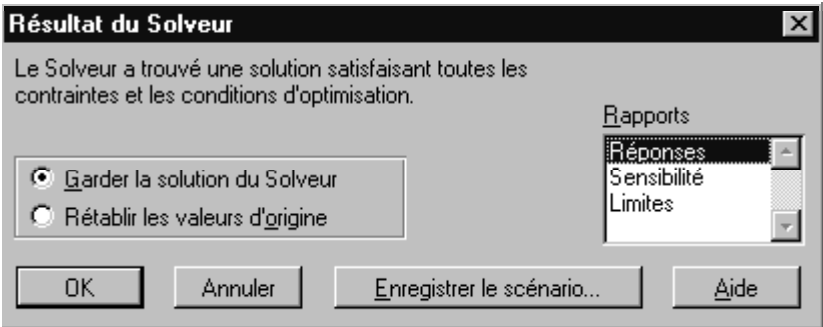 Résultat du Solveur
Le Solveur a trouvé une solution satisfaisant toutes les
contraintes et les conditions d'optimisation.
Rapports
Réponses
Sensibilité
Limites
Garder la solution du Solveur
Rétablir les valeurs d'origine
OK
Annuler
Enregistrer le scénario...
Aide